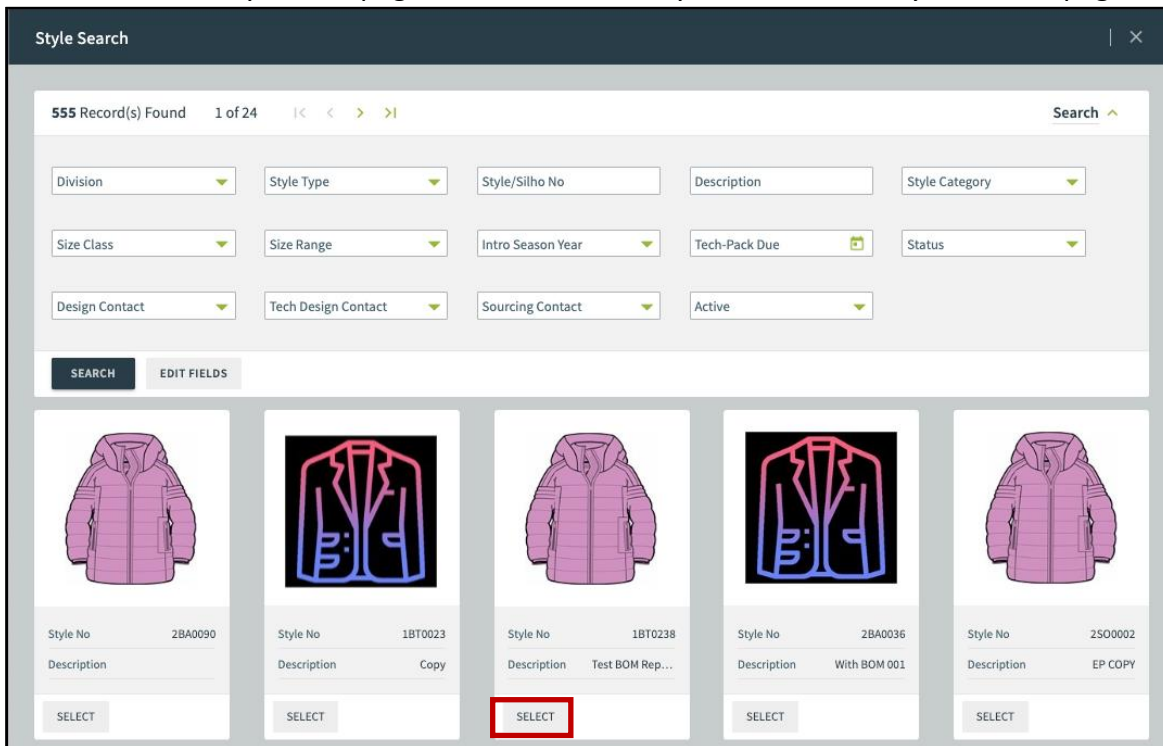 Style Search
555 Record(s) Found 1 of 24 Search
Division Style Type Style/Silho No Description Style Category
Size Class Size Range Intro Season Year Tech-Pack Due Status
Design Contact Tech Design Contact Sourcing Contact Active
SEARCH EDIT FIELDS
Style No 2BA0090 Style No 1BT0023 Style No 1BT0238 Style No 2BA0036 Style No 2SO0002
Description Description Copy Description Test BOM Rep... Description With BOM 001 Description EP COPY
SELECT SELECT SELECT SELECT SELECT